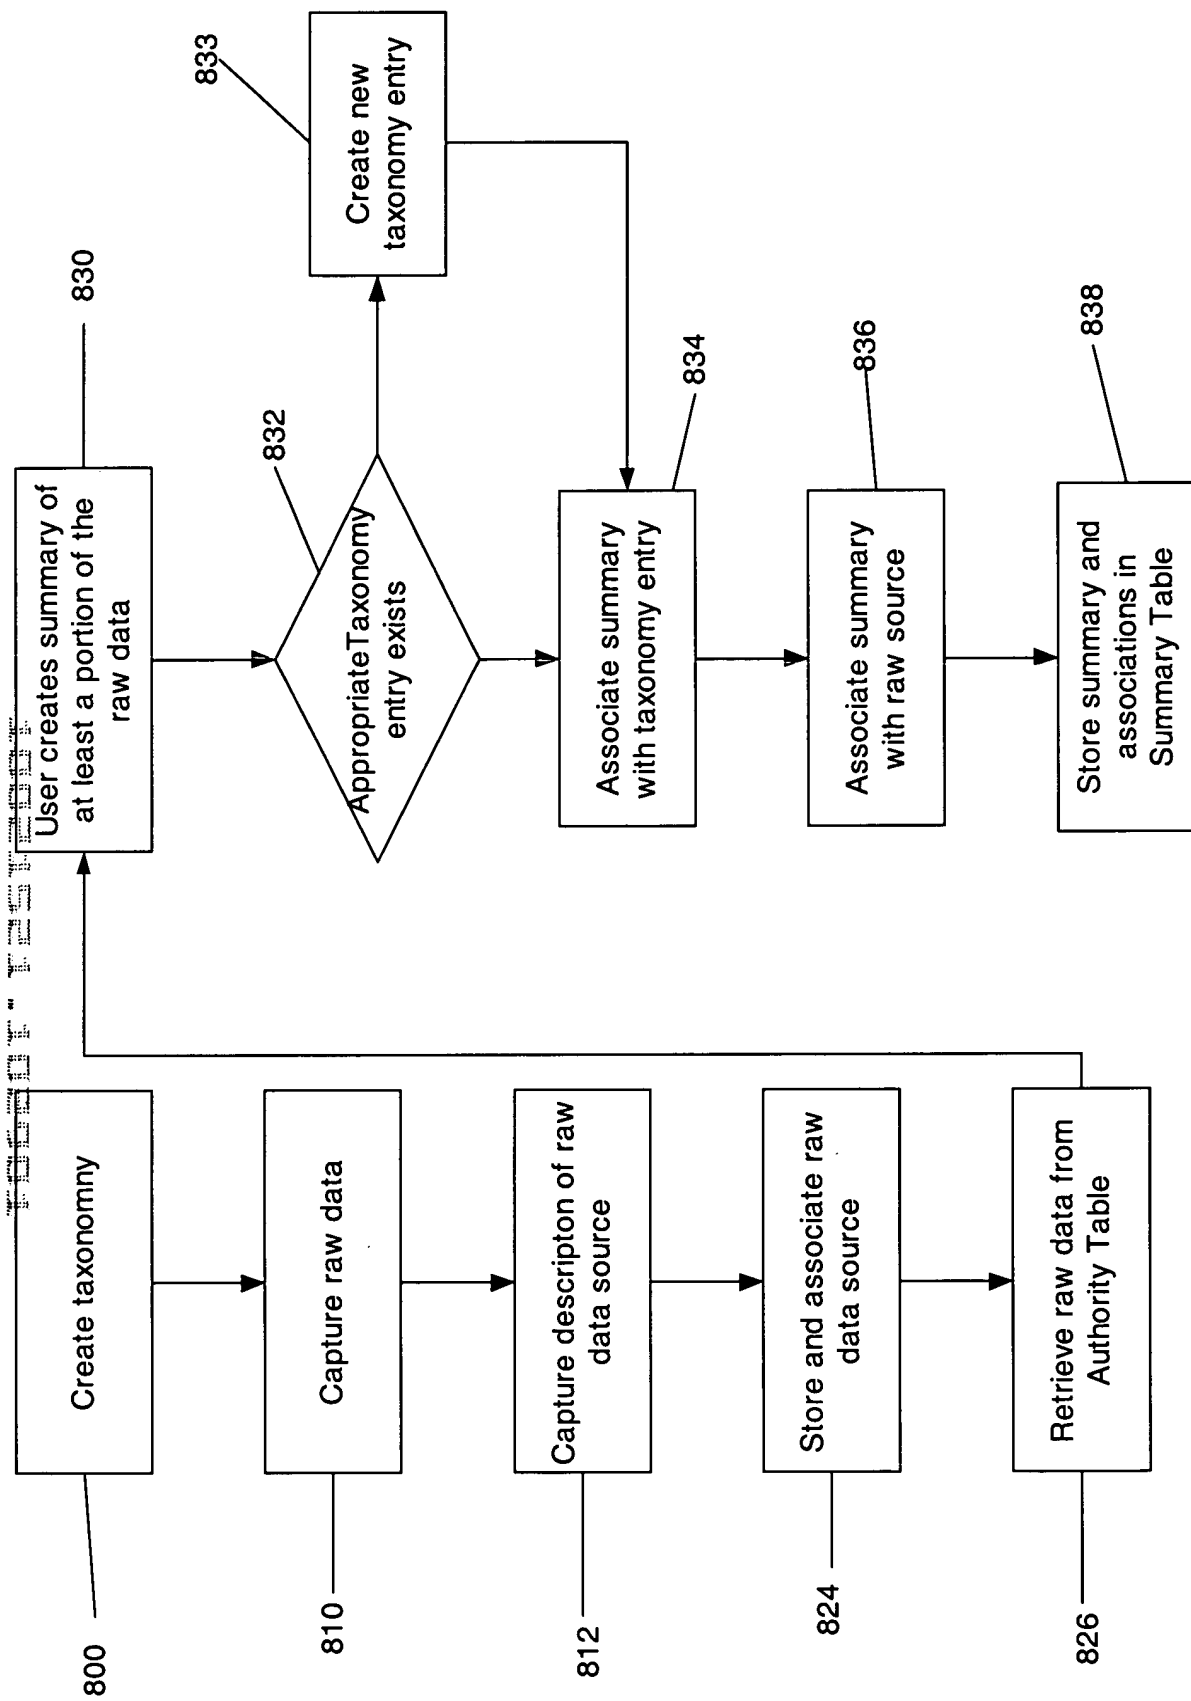 800
Create taxonomny
810
Capture raw data
812
Capture descripton of raw
data source
824
Store and associate raw
data source
826
Retrieve raw data from
Authority Table
830
User creates summary of
at least a portion of the
raw data
832
AppropriateTaxonomy
entry exists
833
Create new
taxonomy entry
834
Associate summary
with taxonomy entry
836
Associate summary
with raw source
838
Store summary and
associations in
Summary Table